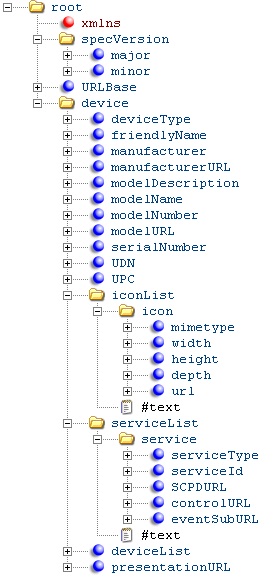 root
xmlns
specVersion
major
minor
URLBase
device
deviceType
friendlyName
manufacturer
manufacturerURL
modelDescription
modelName
modelNumber
modelURL
serialNumber
UDN
UPC
iconList
icon
mimetype
width
height
depth
url
#text
serviceList
service
serviceType
serviceId
SCPDURL
controlURL
eventSubURL
#text
deviceList
presentationURL